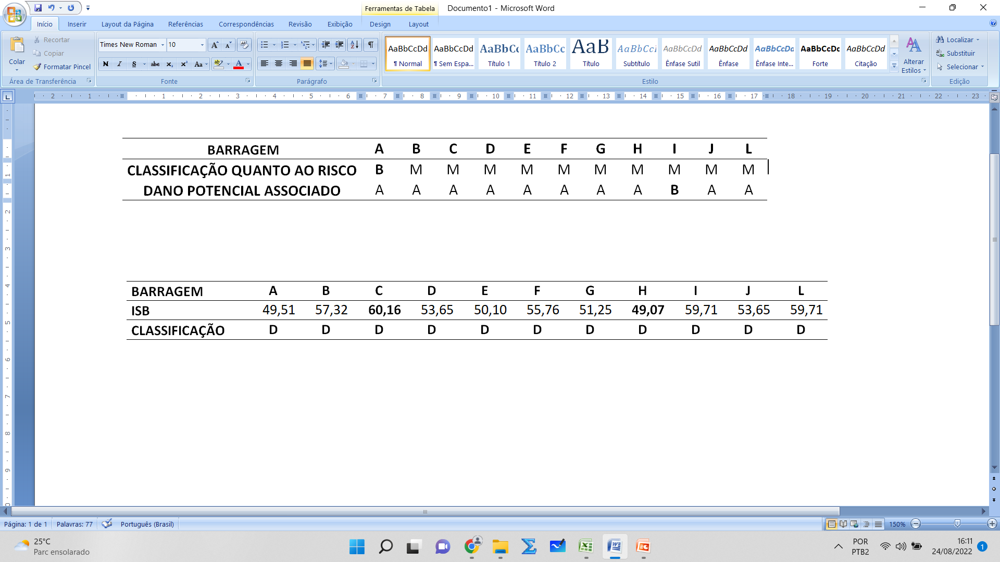 Ferramentas de Tabela Documento1 - Microsoft Word
Início Inserir Layout da Página Referências Correspondências Revisão Exibição Design Layout
Colar
Recortar
Copiar
Formatar Pincel
Área de Transferência
Times New Roman 10
N I S abc x₂ x² Aa ab A
Fonte
Parágrafo
AaBbCcDd AaBbCcDd AaBbCc AaBbCc AaB AaBbCcI AaBbCcDd AaBbCcDd AaBbCcDd AaBbCcDc AaBbCcDd
¶ Normal ¶ Sem Espa... Título 1 Título 2 Título Subtítulo Ênfase Sutil Ênfase Ênfase Inte... Forte Citação
Alterar
Estilos
Estilo
Localizar
Substituir
Selecionar
Edição
2 1 1 2 3 4 5 6 7 8 9 10 11 12 13 14 15 16 17 18 19 20 21 22 23
BARRAGEM A B C D E F G H I J L
CLASSIFICAÇÃO QUANTO AO RISCO B M M M M M M M M M M
DANO POTENCIAL ASSOCIADO A A A A A A A A B A A
BARRAGEM A B C D E F G H I J L
ISB 49,51 57,32 60,16 53,65 50,10 55,76 51,25 49,07 59,71 53,65 59,71
CLASSIFICAÇÃO D D D D D D D D D D D
Página: 1 de 1 Palavras: 77 Português (Brasil) 150%
25°C
Parc ensolarado
POR
PTB2
16:11
24/08/2022
1